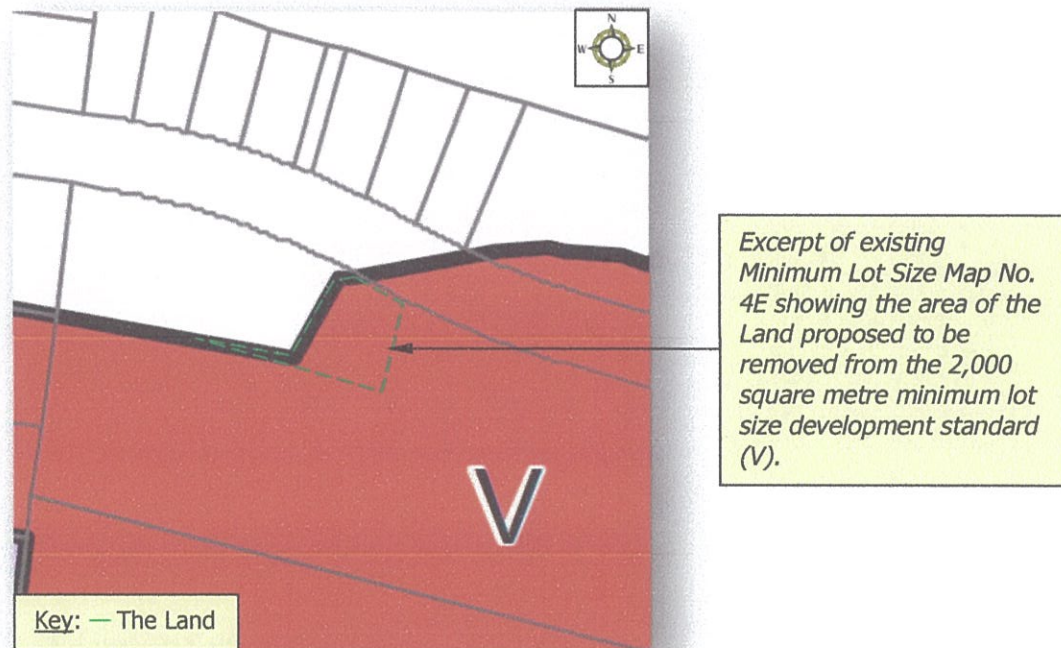 N
W E
S
Excerpt of existing
Minimum Lot Size Map No.
4E showing the area of the
Land proposed to be
removed from the 2,000
square metre minimum lot
size development standard
(V).
V
Key: — The Land